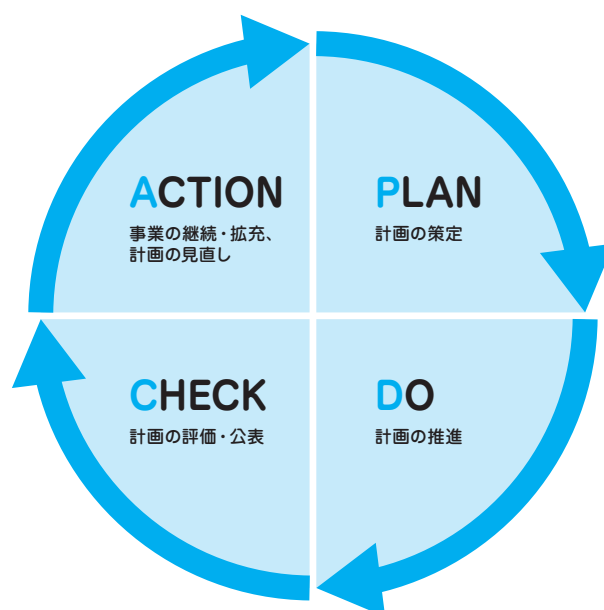 ACTION
事業の継続・拡充、
計画の見直し
PLAN
計画の策定
CHECK
計画の評価・公表
DO
計画の推進